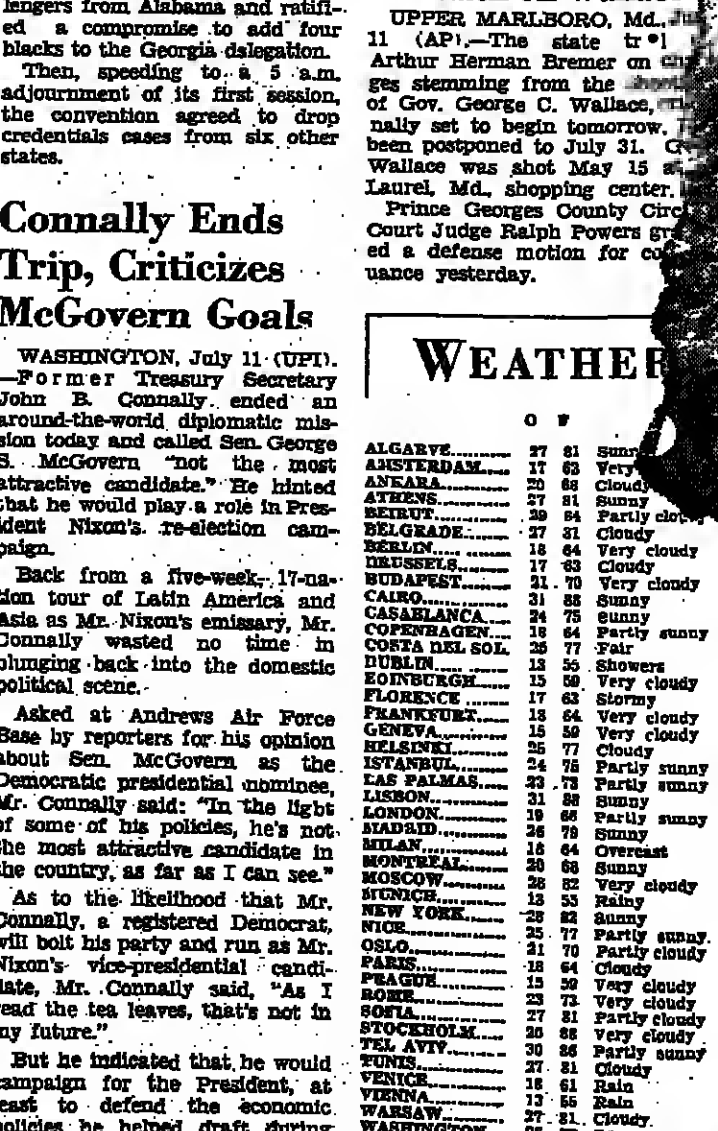 lengers from Alabama and ratifi-
ed a compromise to add four
blacks to the Georgia delegation.
Then, speeding to a 5 a.m.
adjournment of its first session,
the convention agreed to drop
credentials cases from six other
states.
Connally Ends
Trip, Criticizes
McGovern Goals
WASHINGTON, July 11 (UPI).
—Former Treasury Secretary
John B. Connally ended an
around-the-world diplomatic mis-
sion today and called Sen. George
S. McGovern "not the most
attractive candidate." He hinted
that he would play a role in Pres-
ident Nixon's re-election cam-
paign.
Back from a five-week, 17-na-
tion tour of Latin America and
Asia as Mr. Nixon's emissary, Mr.
Connally wasted no time in
plunging back into the domestic
political scene.
Asked at Andrews Air Force
Base by reporters for his opinion
about Sen. McGovern as the
Democratic presidential nominee,
Mr. Connally said: "In the light
of some of his policies, he's not
the most attractive candidate in
the country, as far as I can see."
As to the likelihood that Mr.
Connally, a registered Democrat,
will bolt his party and run as Mr.
Nixon's vice-presidential candi-
date, Mr. Connally said, "As I
read the tea leaves, that's not in
my future."
But he indicated that he would
campaign for the President, at
least to defend the economic
policies he helped draft during
UPPER MARLBORO, Md., 
11 (AP).—The state
Arthur Herman Bremer on
ges stemming from the
of Gov. George C. Wallace,
nally set to begin tomorrow,
been postponed to July 31.
Wallace was shot May 15
Laurel, Md., shopping center.
Prince Georges County
Court Judge Ralph Powers
ed a defense motion for
uance yesterday.
WEATHER
ALGARVE 27 81
AMSTERDAM 17 63 Very
ANKARA 20 68 Cloudy
ATHENS 27 81 Sunny
BEIRUT 29 84 Partly
BELGRADE 27 81 Cloudy
BERLIN 18 64 Very cloudy
BRUSSELS 17 63 Cloudy
BUDAPEST 21 70 Very cloudy
CAIRO 31 88 Sunny
CASABLANCA 24 75 Sunny
COPENHAGEN 18 64 Partly sunny
COSTA DEL SOL 25 77 Fair
DUBLIN 13 55 Showers
EDINBURGH 15 59 Very cloudy
FLORENCE 17 63 Stormy
FRANKFURT 18 64 Very cloudy
GENEVA 15 59 Very cloudy
HELSINKI 25 77 Cloudy
ISTANBUL 24 75 Partly sunny
LAS PALMAS 23 73 Partly sunny
LISBON 31 88 Sunny
LONDON 19 66 Partly sunny
MADRID 26 79 Sunny
MILAN 18 64 Overcast
MONTREAL 20 68 Sunny
MOSCOW 28 82 Very cloudy
MUNICH 13 55 Rainy
NEW YORK 28 82 Sunny
NICE 25 77 Partly sunny
OSLO 21 70 Partly cloudy
PARIS 18 64 Cloudy
PRAGUE 15 59 Very cloudy
ROME 23 73 Very cloudy
SOFIA 27 81 Partly cloudy
STOCKHOLM Very cloudy
TEL AVIV 30 86 Partly sunny
TUNIS 27 81 Cloudy
VENICE 16 61 Rain
VIENNA 13 55 Rain
WARSAW 27 81 Cloudy
WASHINGTON